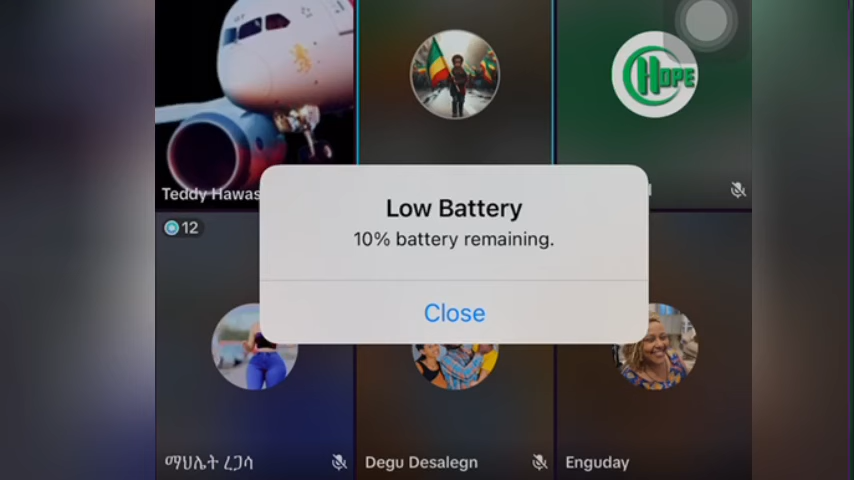 HOPE
Teddy Hawas
Low Battery
10% battery remaining.
12
Close
ማህሌት ረጋሳ
Degu Desalegn
Enguday